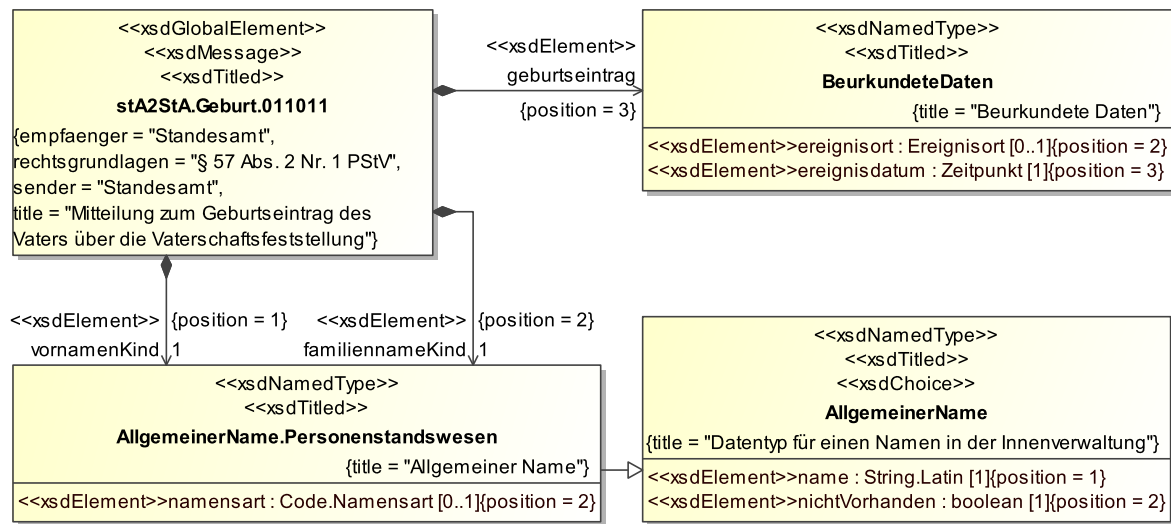 <<xsdGlobalElement>>
<<xsdMessage>>
<<xsdTitled>>
stA2StA.Geburt.011011
{empfaenger = "Standesamt",
rechtsgrundlagen = "§ 57 Abs. 2 Nr. 1 PStV",
sender = "Standesamt",
title = "Mitteilung zum Geburtseintrag des
Vaters über die Vaterschaftsfeststellung"}
<<xsdElement>>
geburtseintrag
{position = 3}
<<xsdNamedType>>
<<xsdTitled>>
BeurkundeteDaten
{title = "Beurkundete Daten"}
<<xsdElement>>ereignisort : Ereignisort [0..1]{position = 2}
<<xsdElement>>ereignisdatum : Zeitpunkt [1]{position = 3}
<<xsdElement>> {position = 1}
vornamenKind 1
<<xsdElement>> {position = 2}
familiennameKind 1
<<xsdNamedType>>
<<xsdTitled>>
AllgemeinerName.Personenstandswesen
{title = "Allgemeiner Name"}
<<xsdElement>>namensart : Code.Namensart [0..1]{position = 2}
<<xsdNamedType>>
<<xsdTitled>>
<<xsdChoice>>
AllgemeinerName
{title = "Datentyp für einen Namen in der Innenverwaltung"}
<<xsdElement>>name : String.Latin [1]{position = 1}
<<xsdElement>>nichtVorhanden : boolean [1]{position = 2}